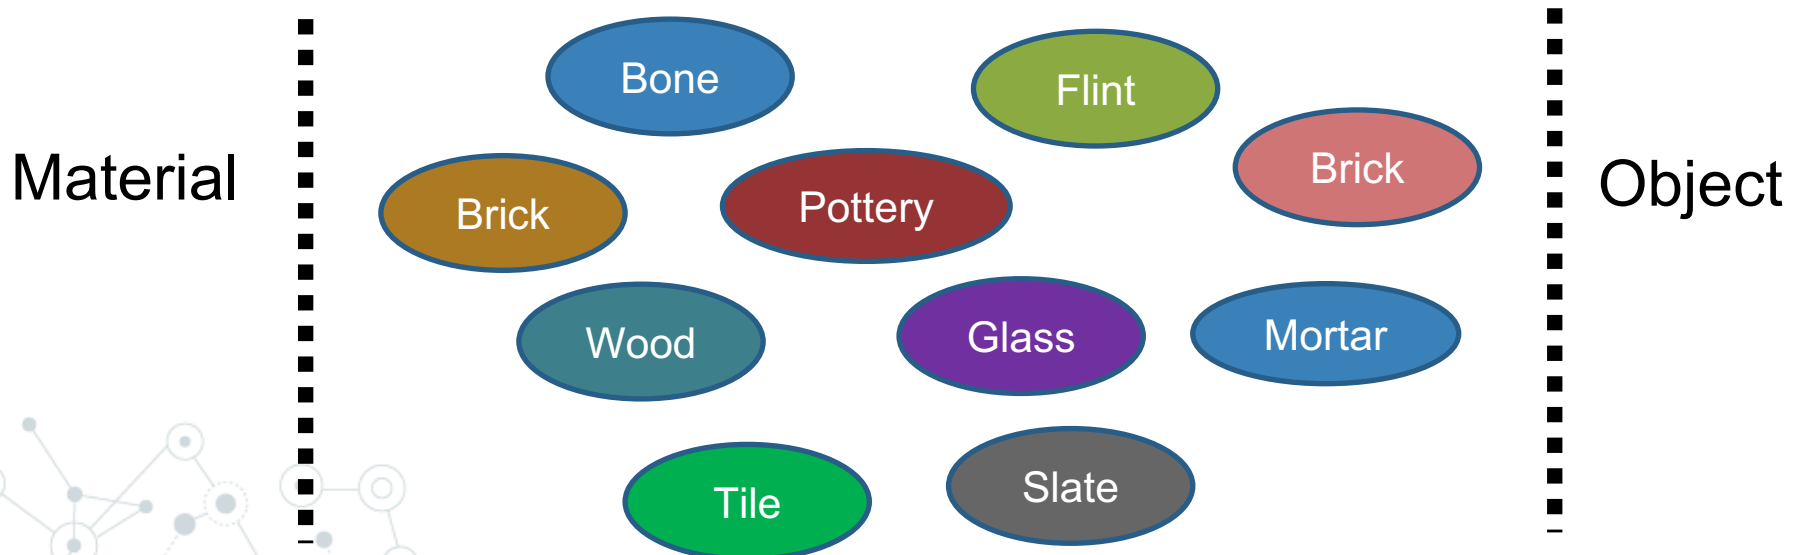 Material
Bone
Flint
Brick
Brick
Pottery
Object
Wood
Glass
Mortar
Tile
Slate